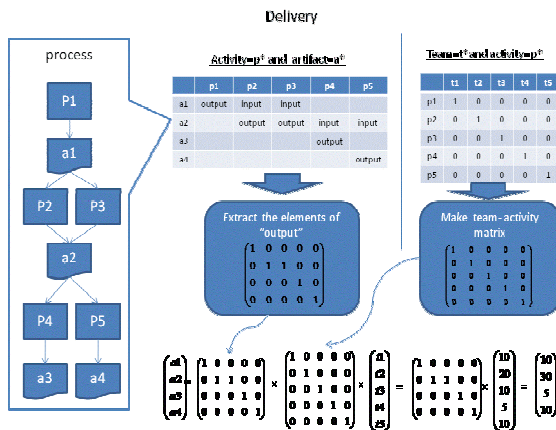 Delivery
process
P1
a1
P2 P3
a2
P4 P5
a3 a4
Activity=p* and artifact=a*
p1 p2 p3 p4 p5
a1 output input input
a2 output output input input
a3 output
a4 output
Team=t* and activity=p*
t1 t2 t3 t4 t5
p1 1 0 0 0 0
p2 0 1 0 0 0
p3 0 0 1 0 0
p4 0 0 0 1 0
p5 0 0 0 0 1
Extract the elements of
"output"
1 0 0 0 0
0 1 1 0 0
0 0 0 1 0
0 0 0 0 1
Make team-activity
matrix
1 0 0 0 0
0 1 0 0 0
0 0 1 0 0
0 0 0 1 0
0 0 0 0 1
(a1 a2 a3 a4) = (1 0 0 0 0
0 1 1 0 0
0 0 0 1 0
0 0 0 0 1) × (1 0 0 0 0
0 1 0 0 0
0 0 1 0 0
0 0 0 1 0
0 0 0 0 1) × (t1 t2 t3 t4 t5) = (1 0 0 0 0
0 1 1 0 0
0 0 0 1 0
0 0 0 0 1) × (10 20 10 5 10) = (10 30 5 10)